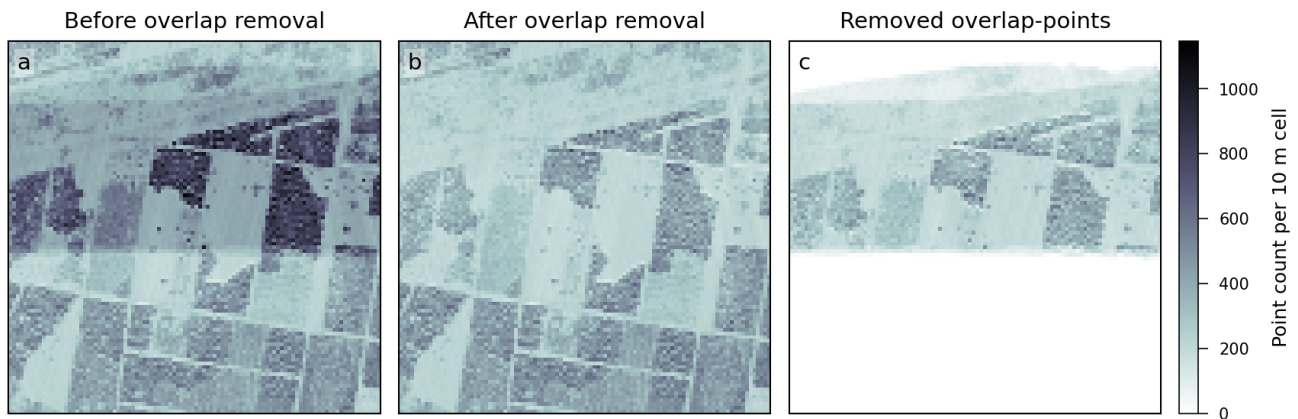 Before overlap removal
After overlap removal
Removed overlap-points
a
b
c
1000
800
600
400
200
0
Point count per 10 m cell